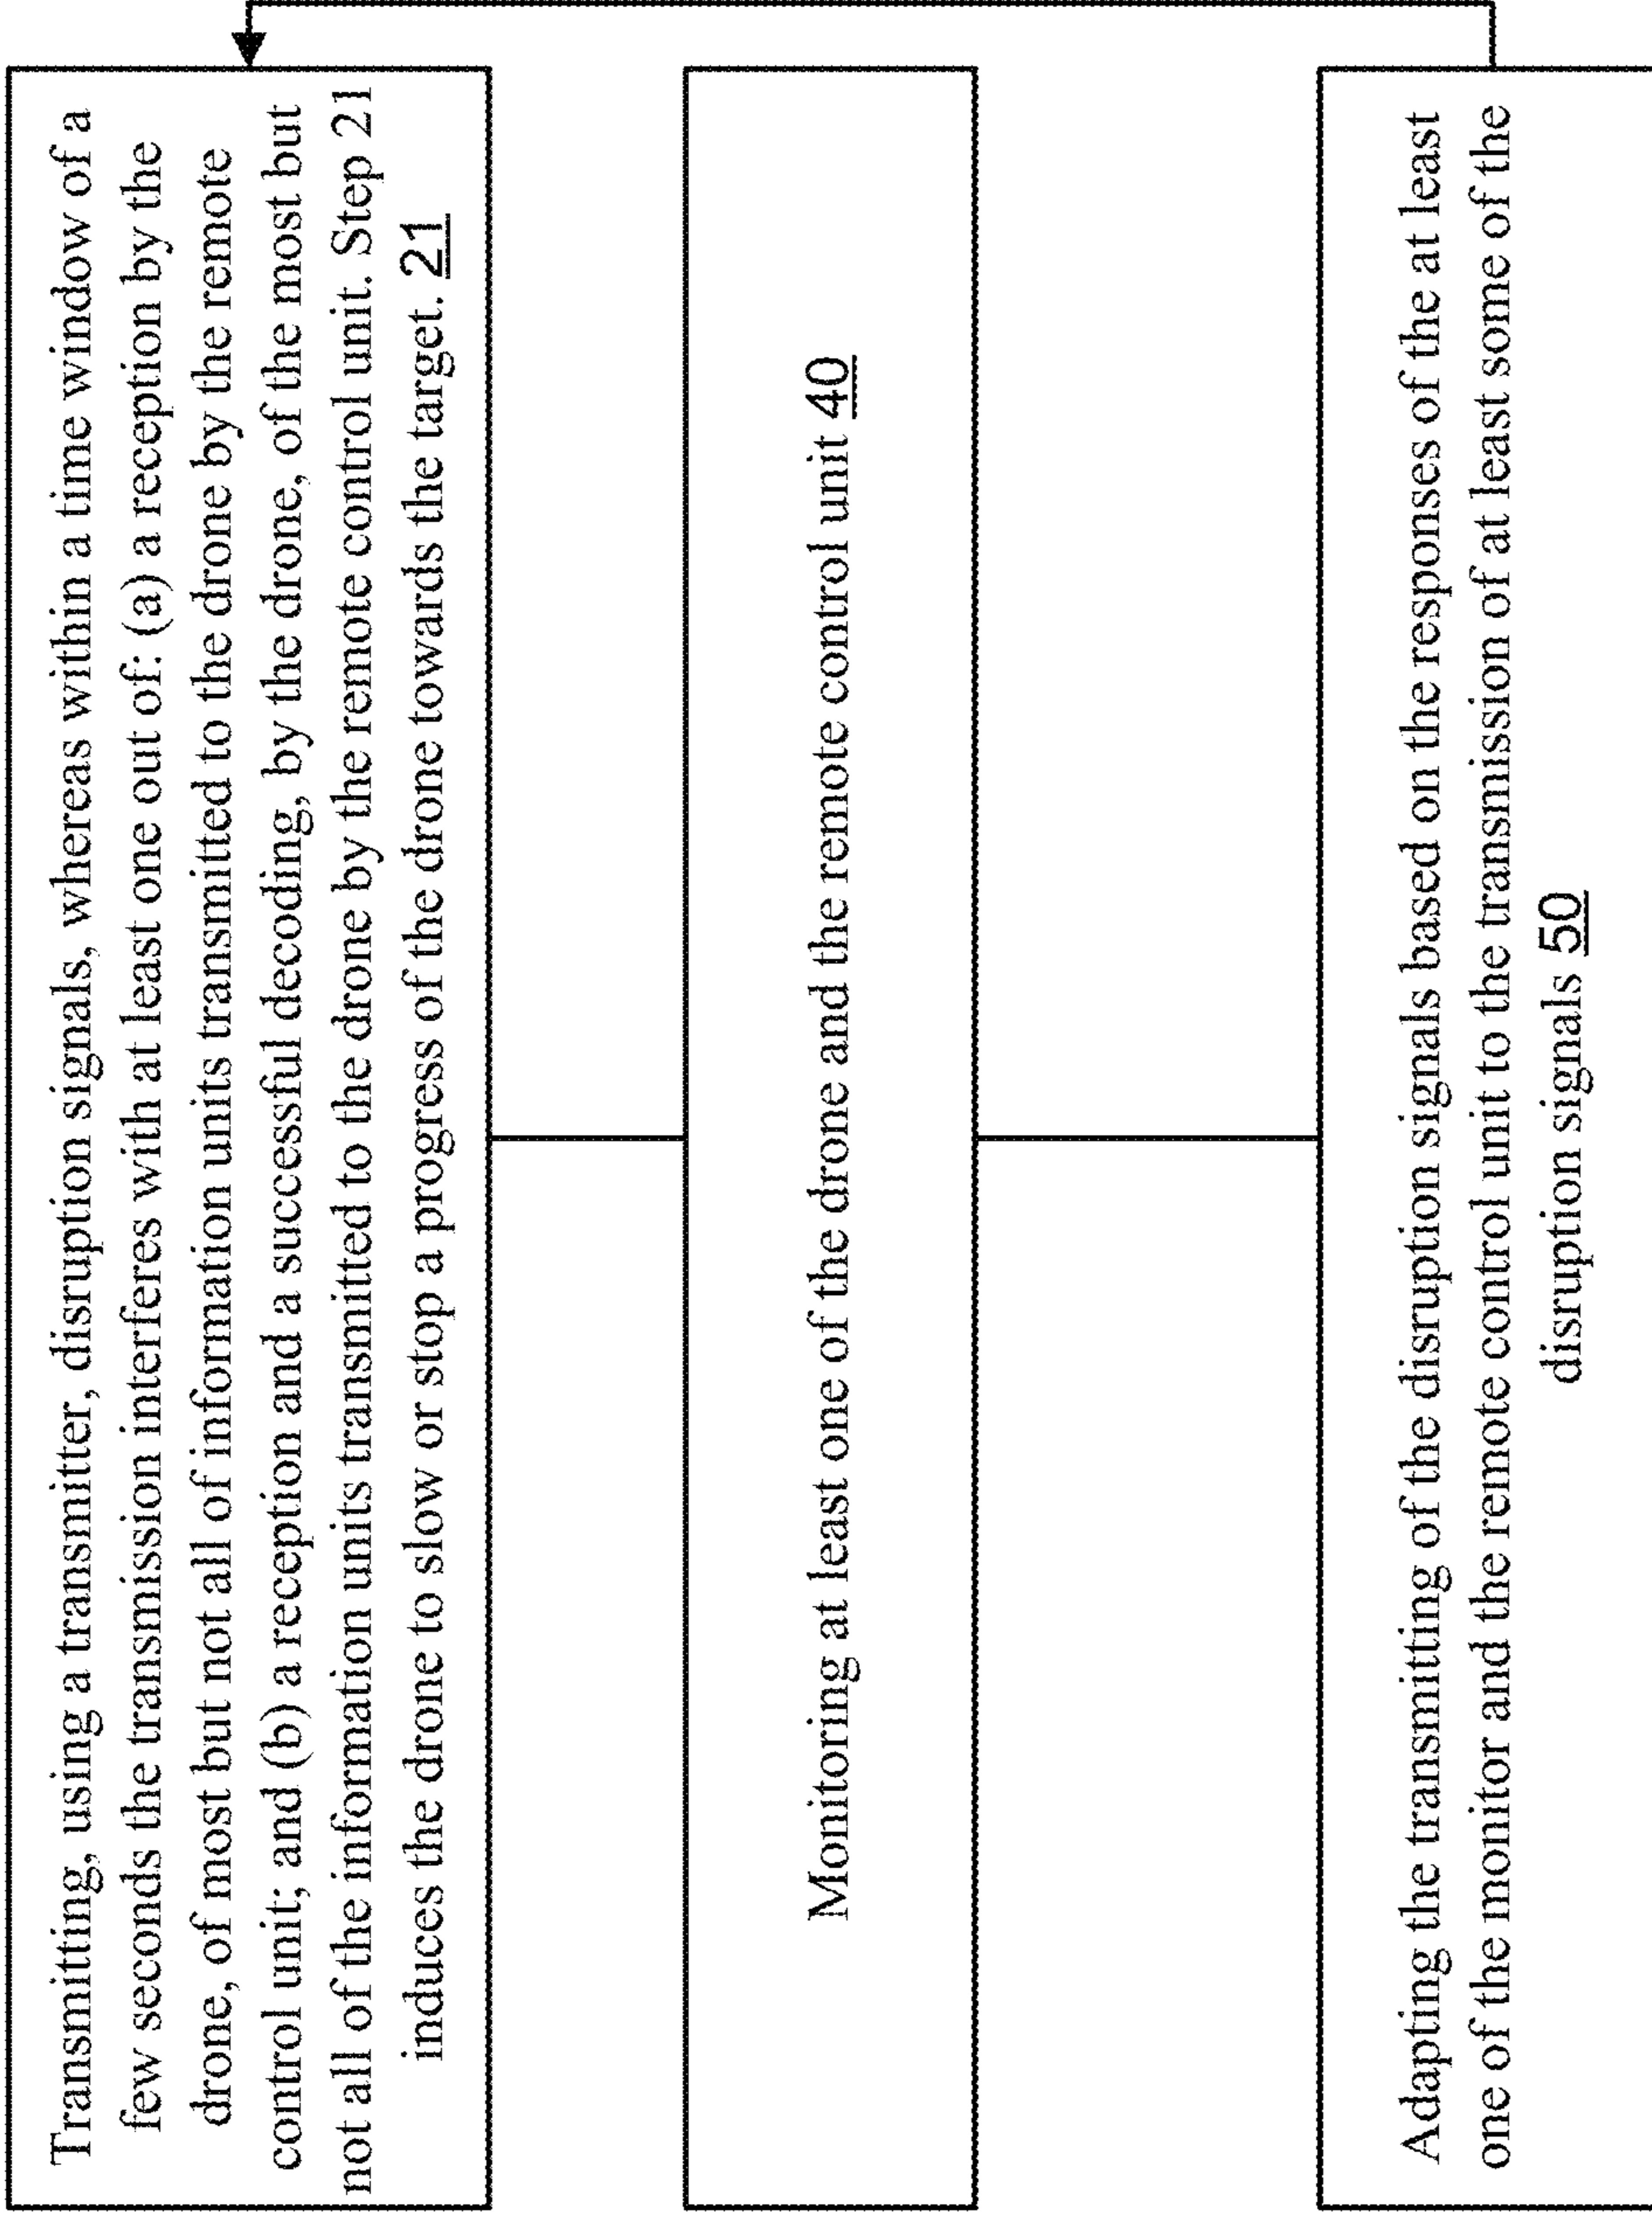 Transmitting, using a transmitter, disruption signals, whereas within a time window of a
few seconds the transmission interferes with at least one out of: (a) a reception by the
drone, of most but not all of information units transmitted to the drone by the remote
control unit; and (b) a reception and a successful decoding, by the drone, of the most but
not all of the information units transmitted to the drone by the remote control unit. Step 21
induces the drone to slow or stop a progress of the drone towards the target. 21
Monitoring at least one of the drone and the remote control unit 40
Adapting the transmitting of the disruption signals based on the responses of the at least
one of the monitor and the remote control unit to the transmission of at least some of the
disruption signals 50